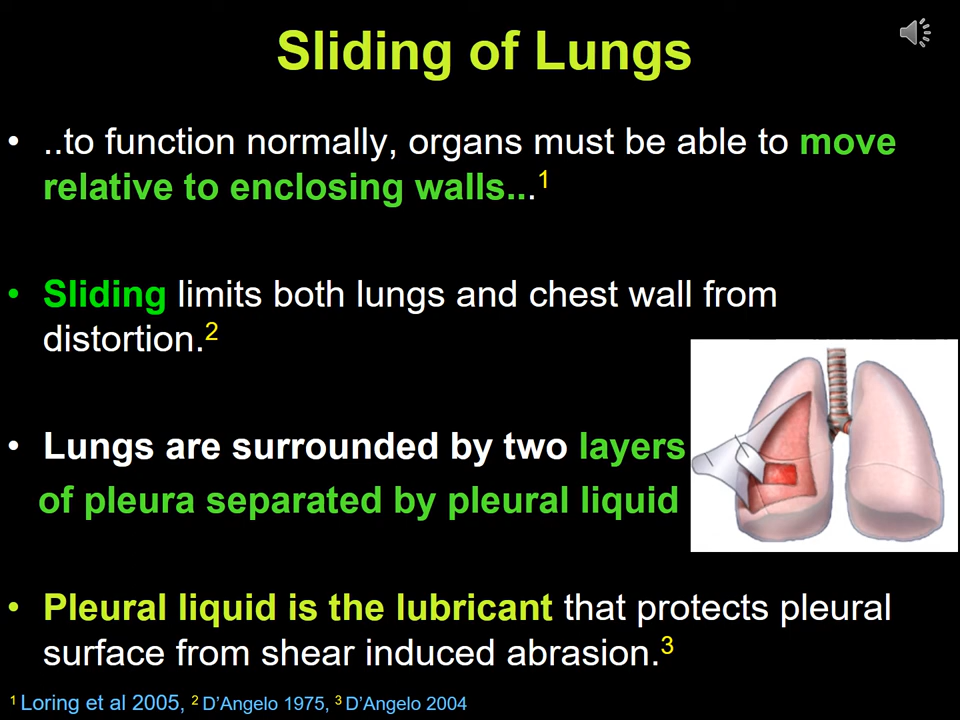 Sliding of Lungs
• ..to function normally, organs must be able to move
relative to enclosing walls...1
• Sliding limits both lungs and chest wall from
distortion.2
• Lungs are surrounded by two layers
of pleura separated by pleural liquid
• Pleural liquid is the lubricant that protects pleural
surface from shear induced abrasion.3
1 Loring et al 2005, 2 D’Angelo 1975, 3 D’Angelo 2004